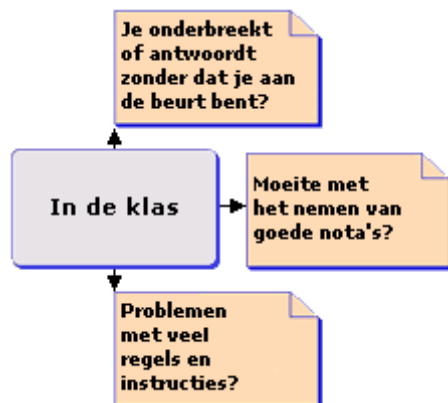 Je onderbreekt
of antwoordt
zonder dat je aan
de beurt bent?
In de klas
Moeite met
het nemen van
goede nota's?
Problemen
met veel
regels en
instructies?